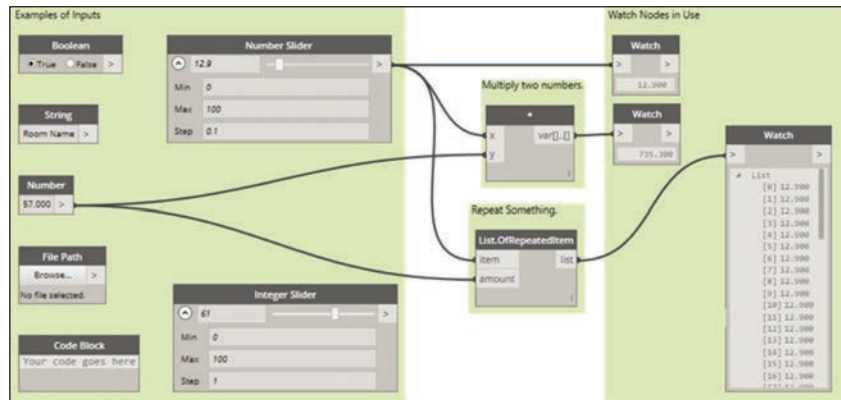 Examples of Inputs
Boolean
True False >
String
Room Name >
Number
57.000 >
File Path
Browse... >
No file selected.
Code Block
Your code goes here
Number Slider
12.9 >
Min 0
Max 100
Step 0.1
Integer Slider
61 >
Min 0
Max 100
Step 1
Multiply two numbers.
*
x var[]..[]
y
l
Repeat Something.
List.OfRepeatedItem
item list
amount
l
Watch Nodes in Use
Watch
> >
12.900
Watch
> >
735.300
Watch
> >
List
[0] 12.900
[1] 12.900
[2] 12.900
[3] 12.900
[4] 12.900
[5] 12.900
[6] 12.900
[7] 12.900
[8] 12.900
[9] 12.900
[10] 12.900
[11] 12.900
[12] 12.900
[13] 12.900
[14] 12.900
[15] 12.900
[16] 12.900
[17] 12.900